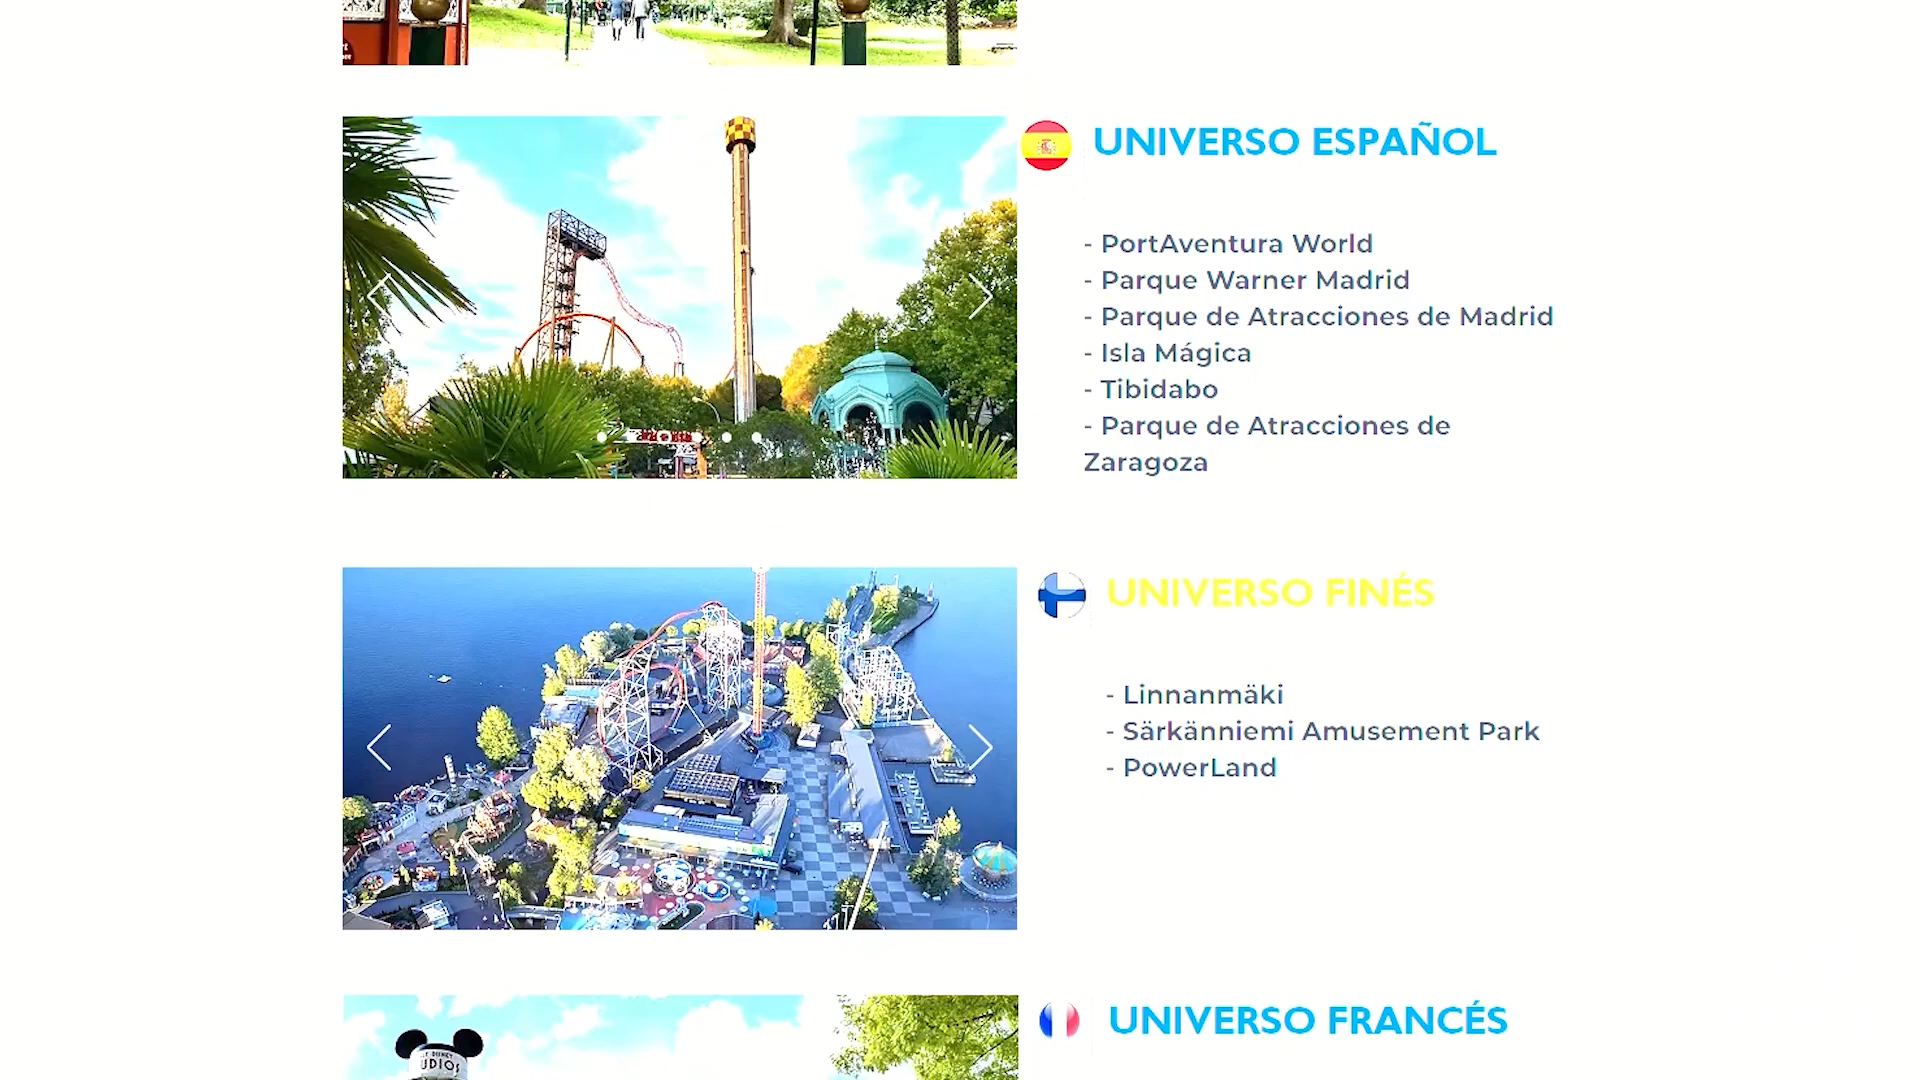 UNIVERSO ESPAÑOL
- PortAventura World
- Parque Warner Madrid
- Parque de Atracciones de Madrid
- Isla Mágica
- Tibidabo
- Parque de Atracciones de
Zaragoza
UNIVERSO FINÉS
- Linnanmäki
- Särkänniemi Amusement Park
- PowerLand
UNIVERSO FRANCÉS